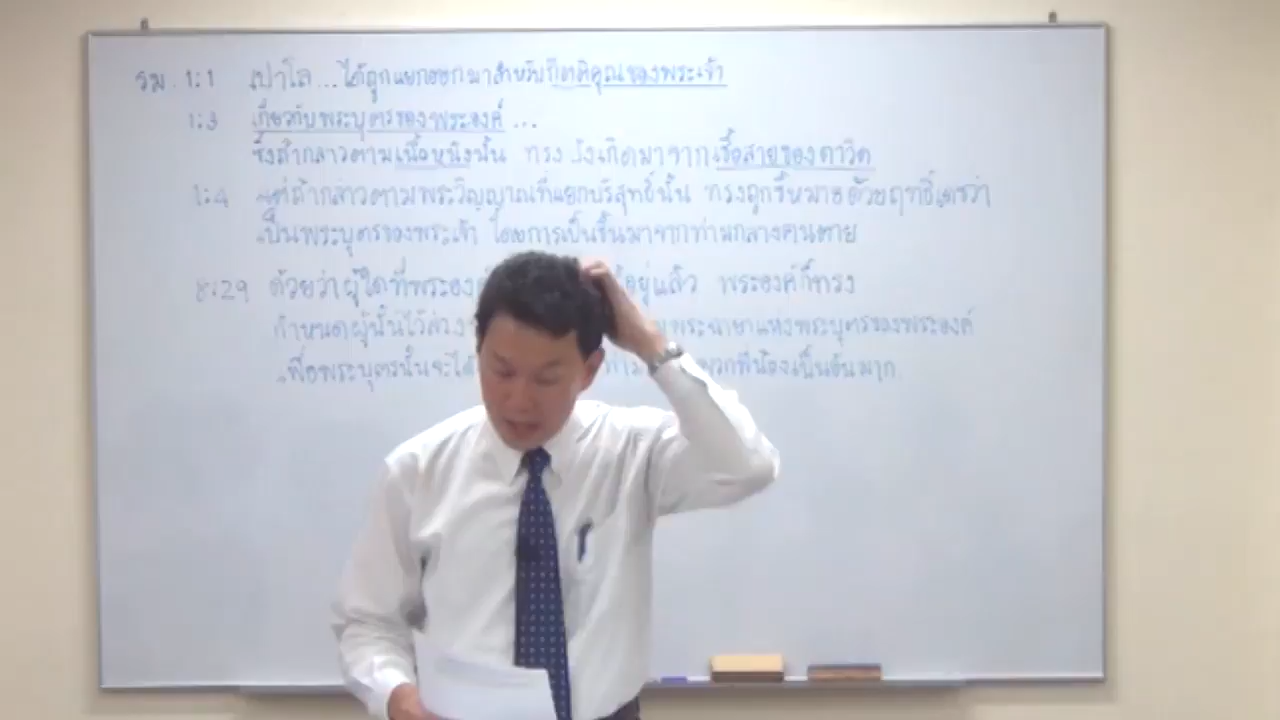 รม. 1:1 เปาโล...ได้ถูกแยกออกมาสำหรับกิตติคุณของพระเจ้า
1:3 เกี่ยวกับพระบุตรของพระองค์ ...
ซึ่งถ้ากล่าวตามเนื้อหนังนั้น ทรงบังเกิดมาจากเชื้อสายของดาวิด
1:4 แต่ถ้ากล่าวตามพระวิญญาณที่แยกบริสุทธิ์นั้น ทรงถูกชี้หมายด้วยฤทธิ์เดชว่า
เป็นพระบุตรของพระเจ้า โดยการเป็นขึ้นมาจากท่ามกลางคนตาย
8:29 ด้วยว่าผู้ใดที่พระอง อยู่แล้ว พระองค์ก็ทรง
กำหนดผู้นั้นไว้ล่วง พระฉายาแห่งพระบุตรของพระองค์
เพื่อพระบุตรนั้นจะได้ พวกพี่น้องเป็นอันมาก